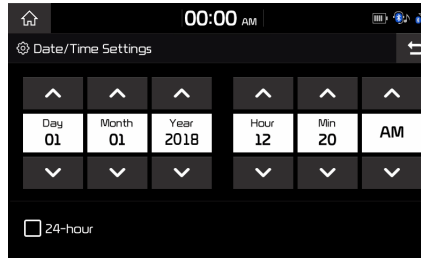 00:00 AM
Date/Time Settings
Day Month Year Hour Min
01 01 2018 12 20 AM
24-hour